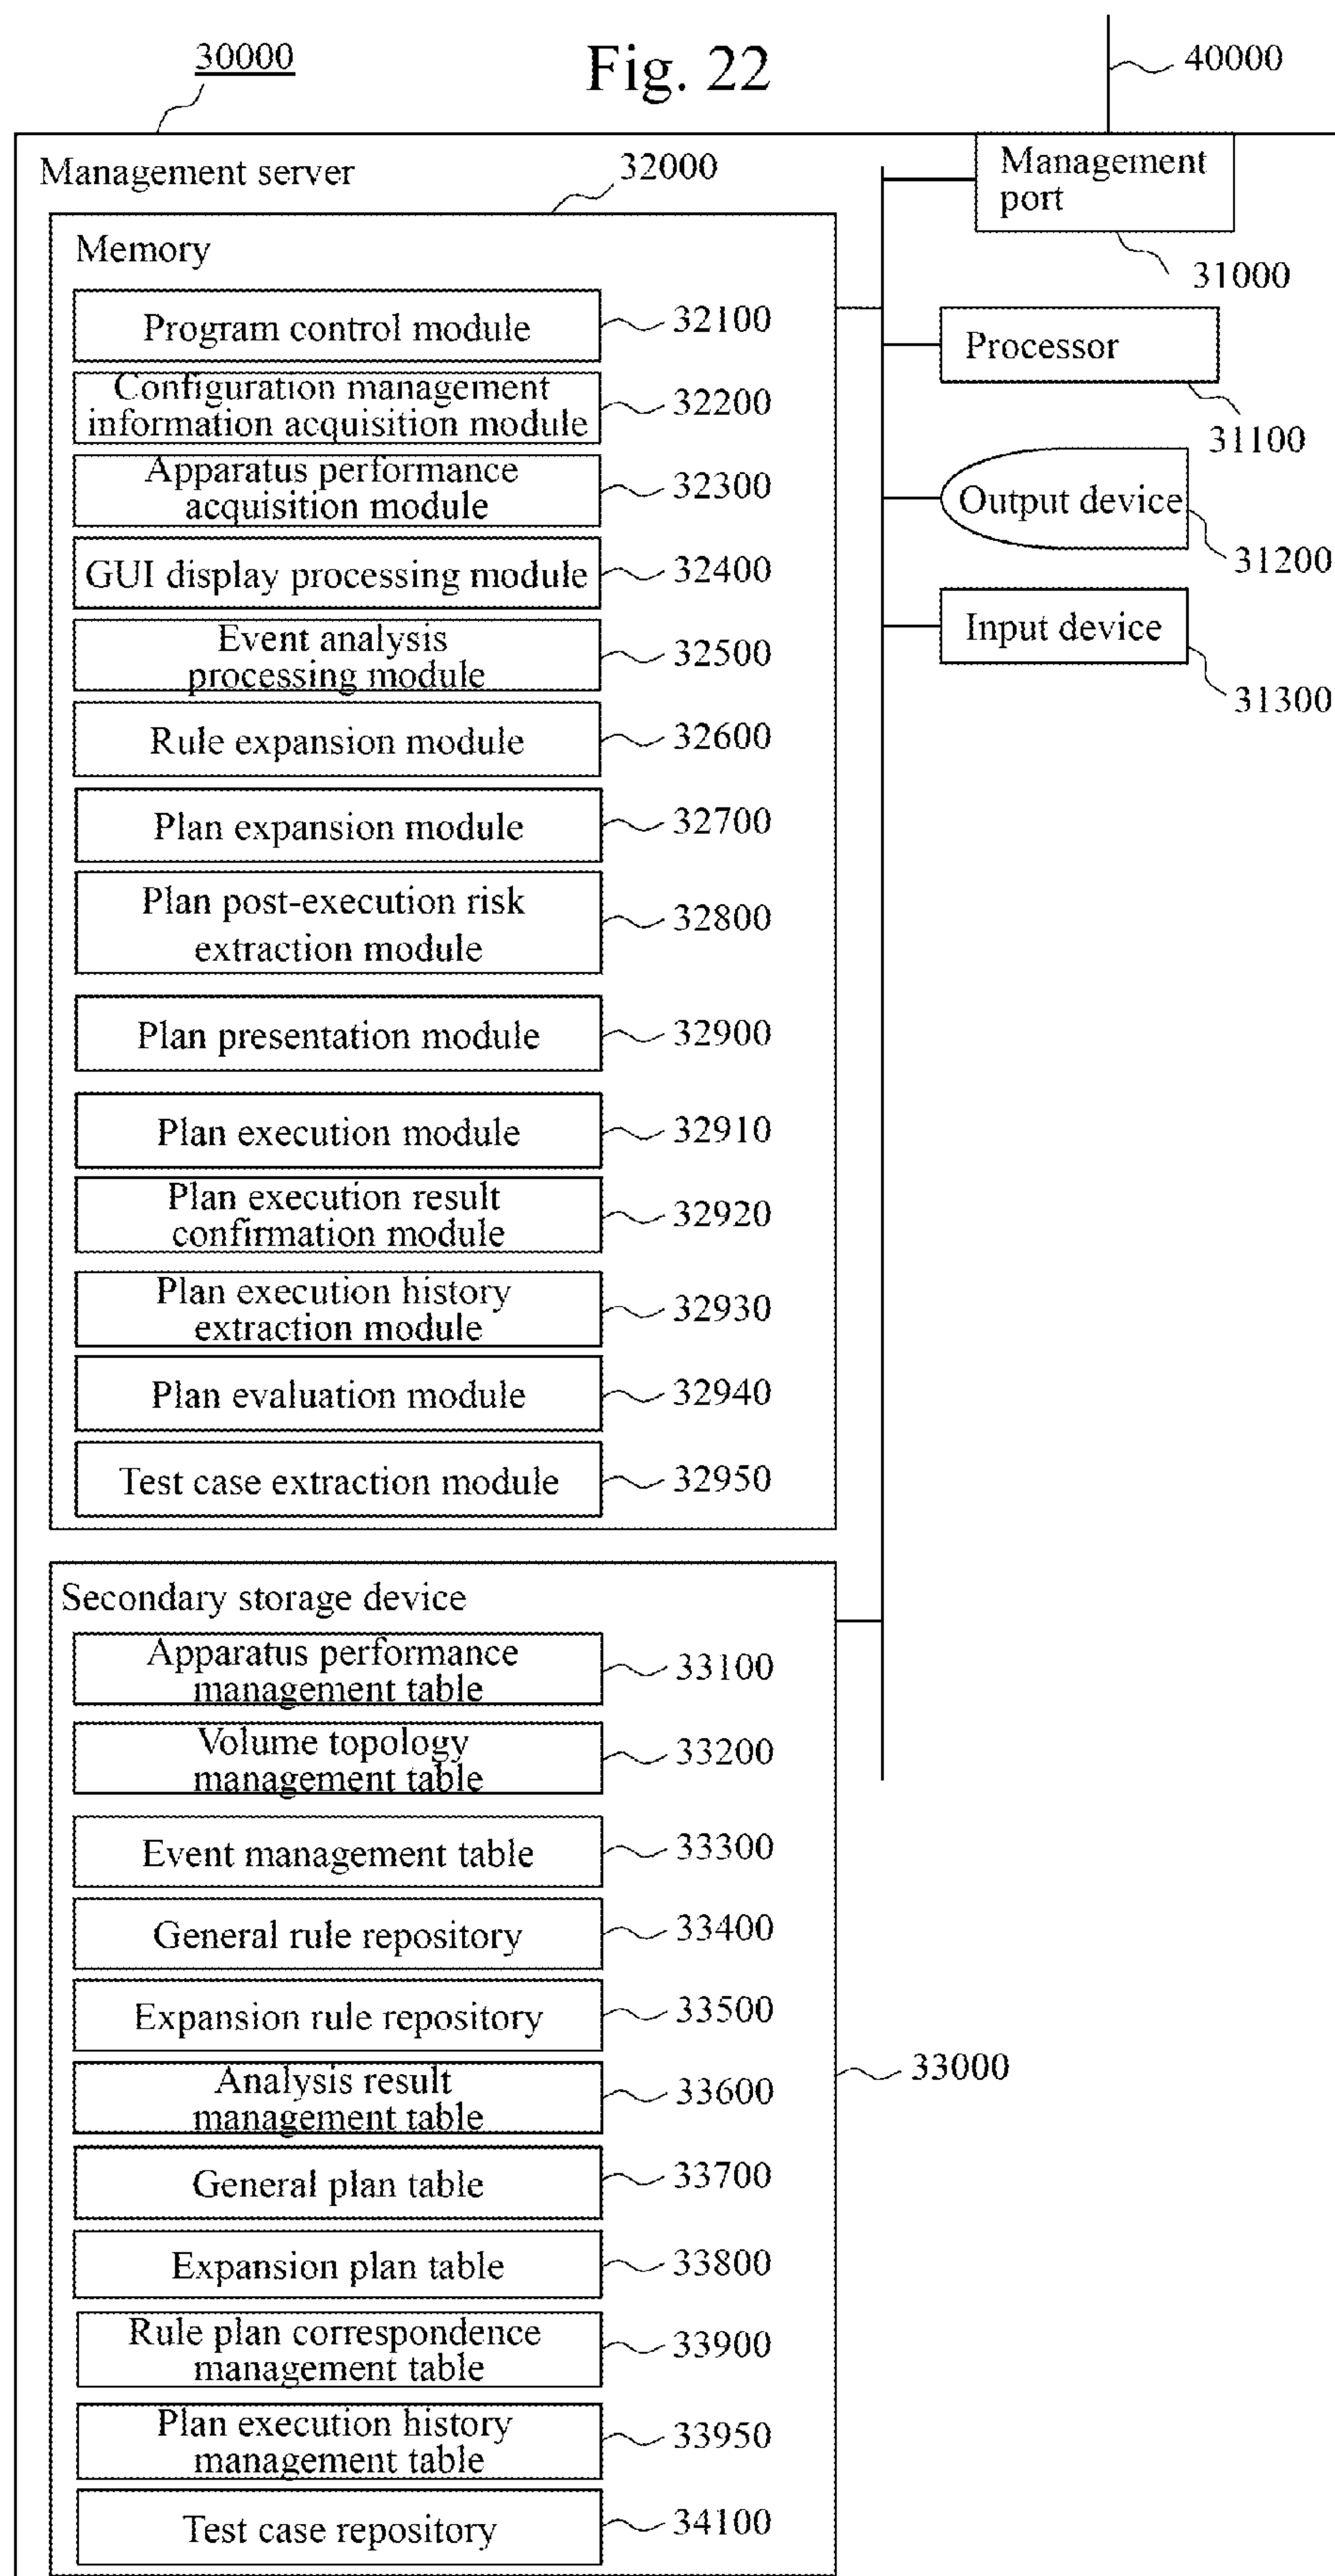 30000
Fig. 22
40000
Management server
32000
Management
port
31000
Memory
Program control module
32100
Processor
31100
Configuration management
information acquisition module
32200
Apparatus performance
acquisition module
32300
Output device
31200
GUI display processing module
32400
Input device
31300
Event analysis
processing module
32500
Rule expansion module
32600
Plan expansion module
32700
Plan post-execution risk
extraction module
32800
Plan presentation module
32900
Plan execution module
32910
Plan execution result
confirmation module
32920
Plan execution history
extraction module
32930
Plan evaluation module
32940
Test case extraction module
32950
Secondary storage device
Apparatus performance
management table
33100
Volume topology
management table
33200
Event management table
33300
General rule repository
33400
Expansion rule repository
33500
Analysis result
management table
33600
33000
General plan table
33700
Expansion plan table
33800
Rule plan correspondence
management table
33900
Plan execution history
management table
33950
Test case repository
34100